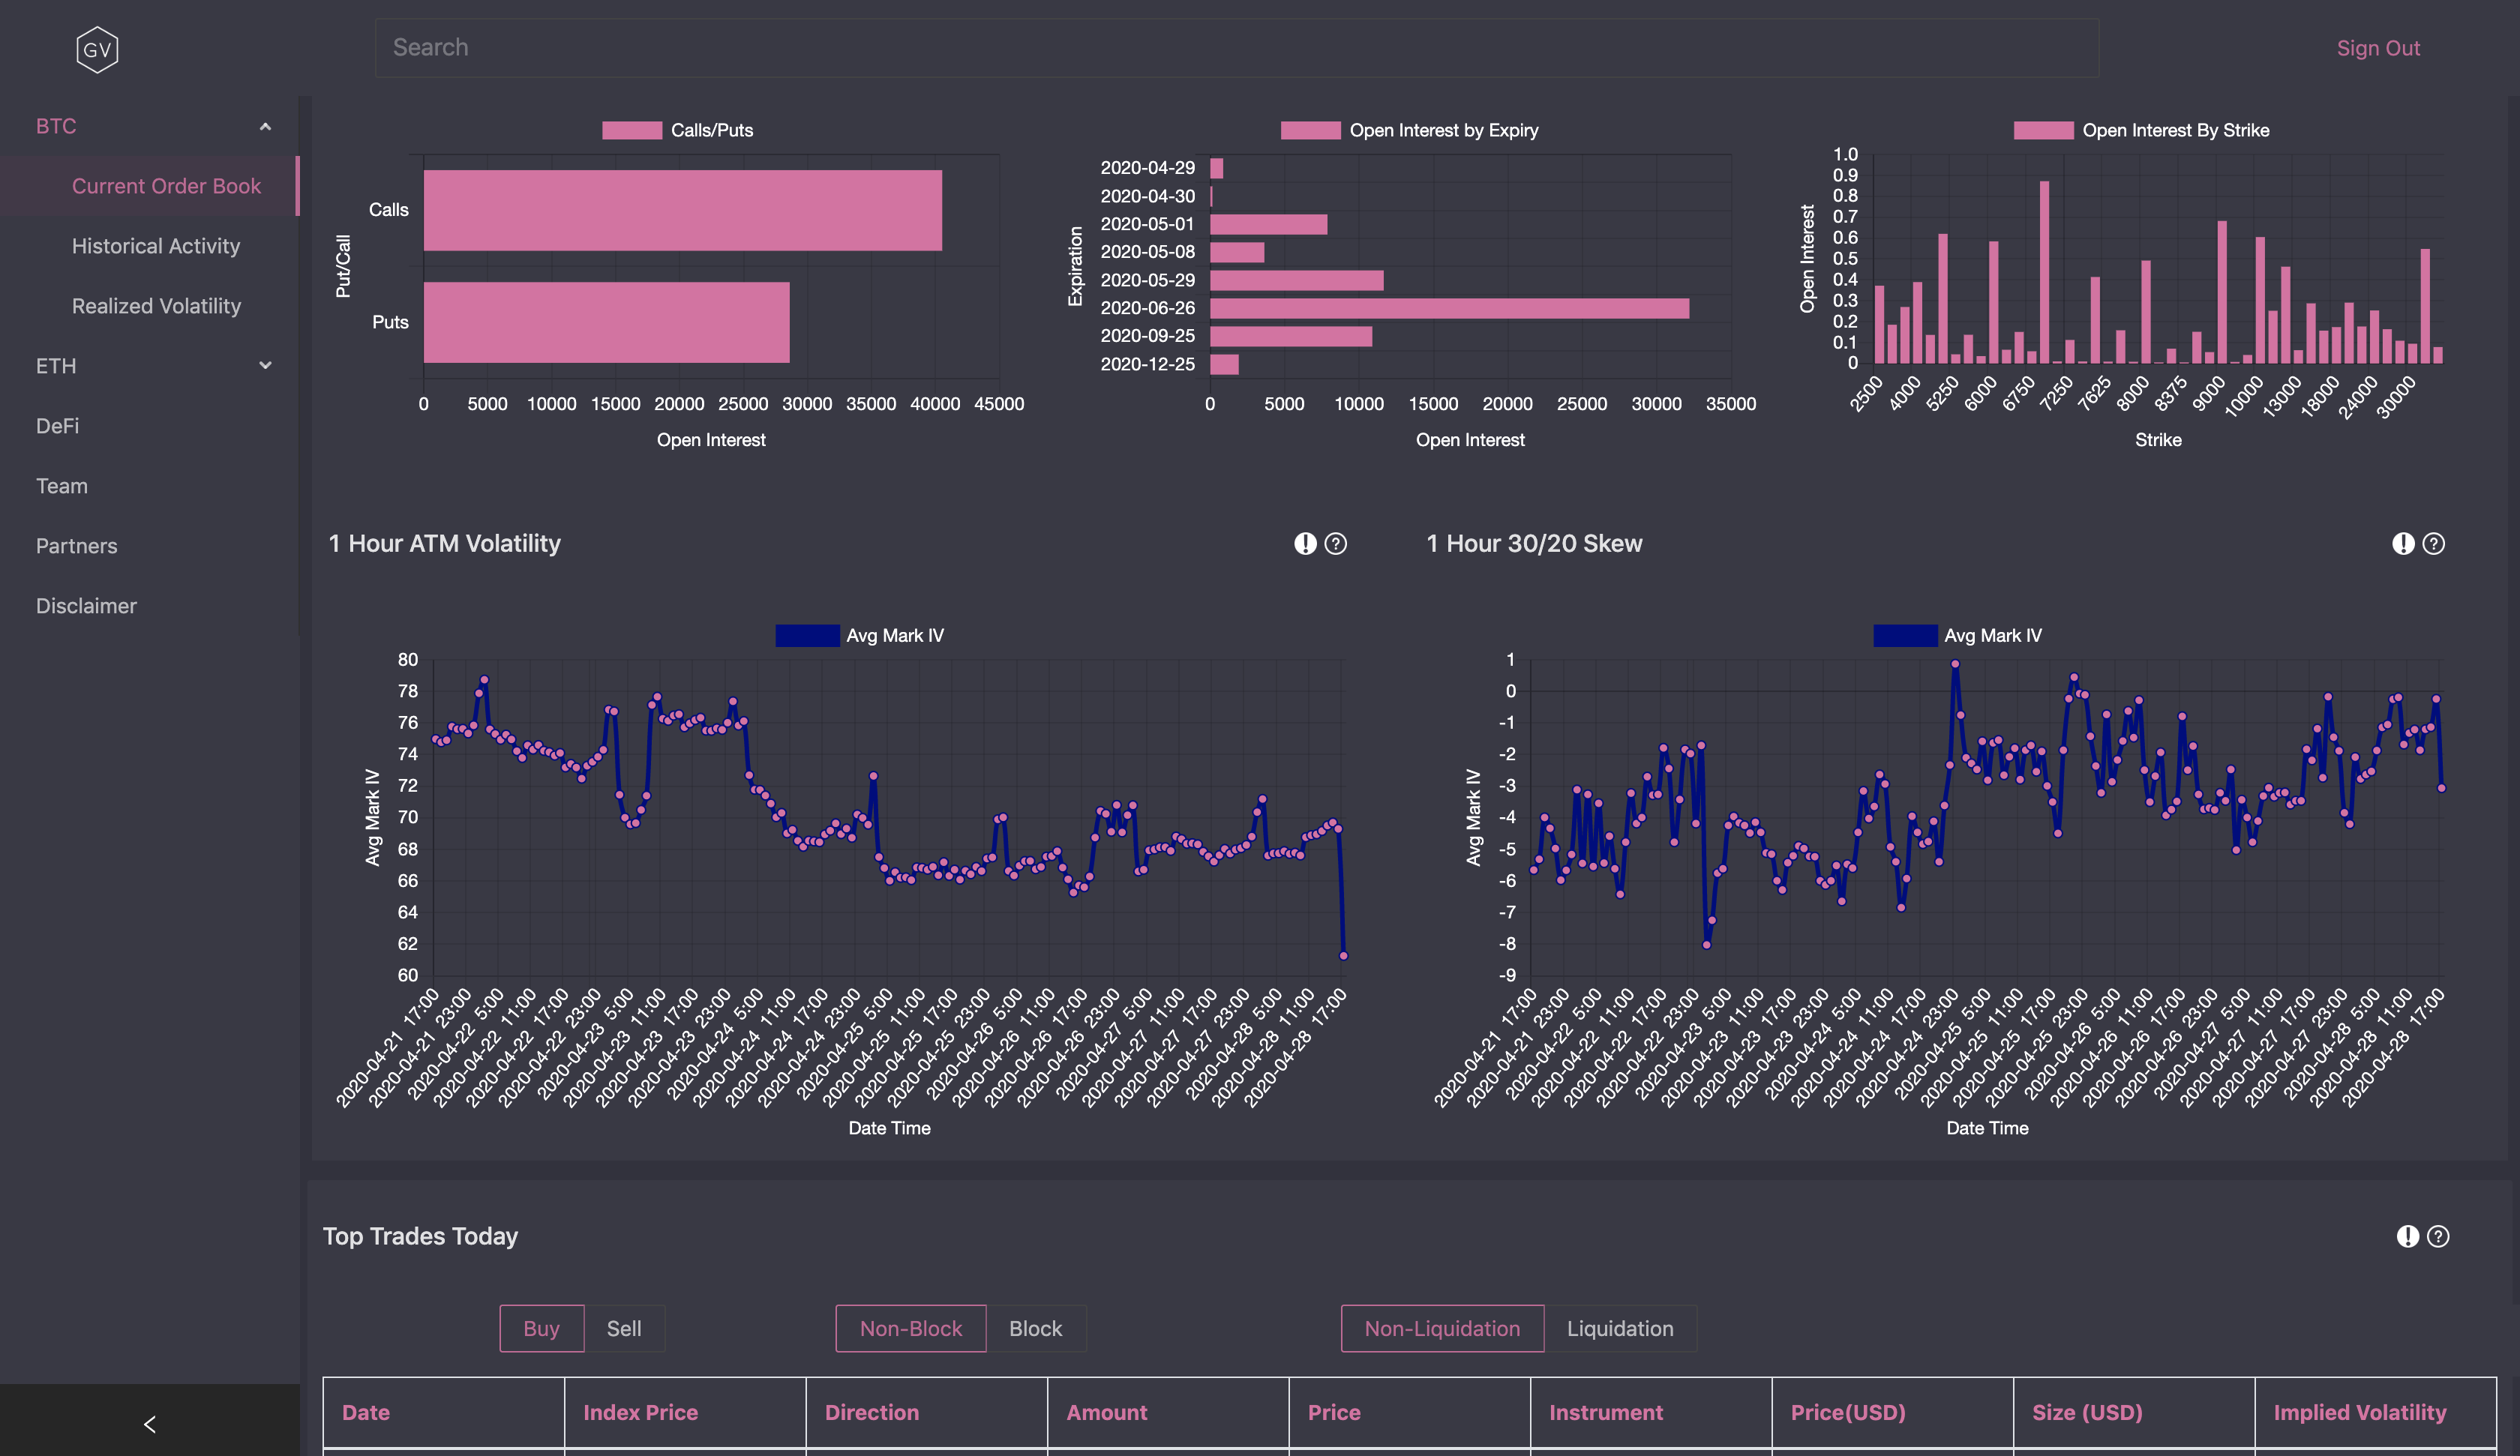 GV
Search
Sign Out
BTC
Current Order Book
Historical Activity
Realized Volatility
ETH
DeFi
Team
Partners
Disclaimer
Calls/Puts
Put/Call
Calls
Puts
0 5000 10000 15000 20000 25000 30000 35000 40000 45000
Open Interest
Open Interest by Expiry
Expiration
2020-04-29
2020-04-30
2020-05-01
2020-05-08
2020-05-29
2020-06-26
2020-09-25
2020-12-25
0 5000 10000 15000 20000 25000 30000 35000
Open Interest
Open Interest By Strike
Open Interest
1.0
0.9
0.8
0.7
0.6
0.5
0.4
0.3
0.2
0.1
0
2500 4000 5250 6000 6750 7250 7625 8000 8375 9000 10000 13000 18000 24000 30000
Strike
1 Hour ATM Volatility
Avg Mark IV
Avg Mark IV
80
78
76
74
72
70
68
66
64
62
60
2020-04-21 17:00
2020-04-21 23:00
2020-04-22 5:00
2020-04-22 11:00
2020-04-22 17:00
2020-04-22 23:00
2020-04-23 5:00
2020-04-23 11:00
2020-04-23 17:00
2020-04-23 23:00
2020-04-24 5:00
2020-04-24 11:00
2020-04-24 17:00
2020-04-24 23:00
2020-04-25 5:00
2020-04-25 11:00
2020-04-25 17:00
2020-04-25 23:00
2020-04-26 5:00
2020-04-26 11:00
2020-04-26 17:00
2020-04-26 23:00
2020-04-27 5:00
2020-04-27 11:00
2020-04-27 17:00
2020-04-27 23:00
2020-04-28 5:00
2020-04-28 11:00
2020-04-28 17:00
Date Time
1 Hour 30/20 Skew
Avg Mark IV
Avg Mark IV
1
0
-1
-2
-3
-4
-5
-6
-7
-8
-9
2020-04-21 17:00
2020-04-21 23:00
2020-04-22 5:00
2020-04-22 11:00
2020-04-22 17:00
2020-04-22 23:00
2020-04-23 5:00
2020-04-23 11:00
2020-04-23 17:00
2020-04-23 23:00
2020-04-24 5:00
2020-04-24 11:00
2020-04-24 17:00
2020-04-24 23:00
2020-04-25 5:00
2020-04-25 11:00
2020-04-25 17:00
2020-04-25 23:00
2020-04-26 5:00
2020-04-26 11:00
2020-04-26 17:00
2020-04-26 23:00
2020-04-27 5:00
2020-04-27 11:00
2020-04-27 17:00
2020-04-27 23:00
2020-04-28 5:00
2020-04-28 11:00
2020-04-28 17:00
Date Time
Top Trades Today
Buy Sell
Non-Block Block
Non-Liquidation Liquidation
Date Index Price Direction Amount Price Instrument Price(USD) Size (USD) Implied Volatility